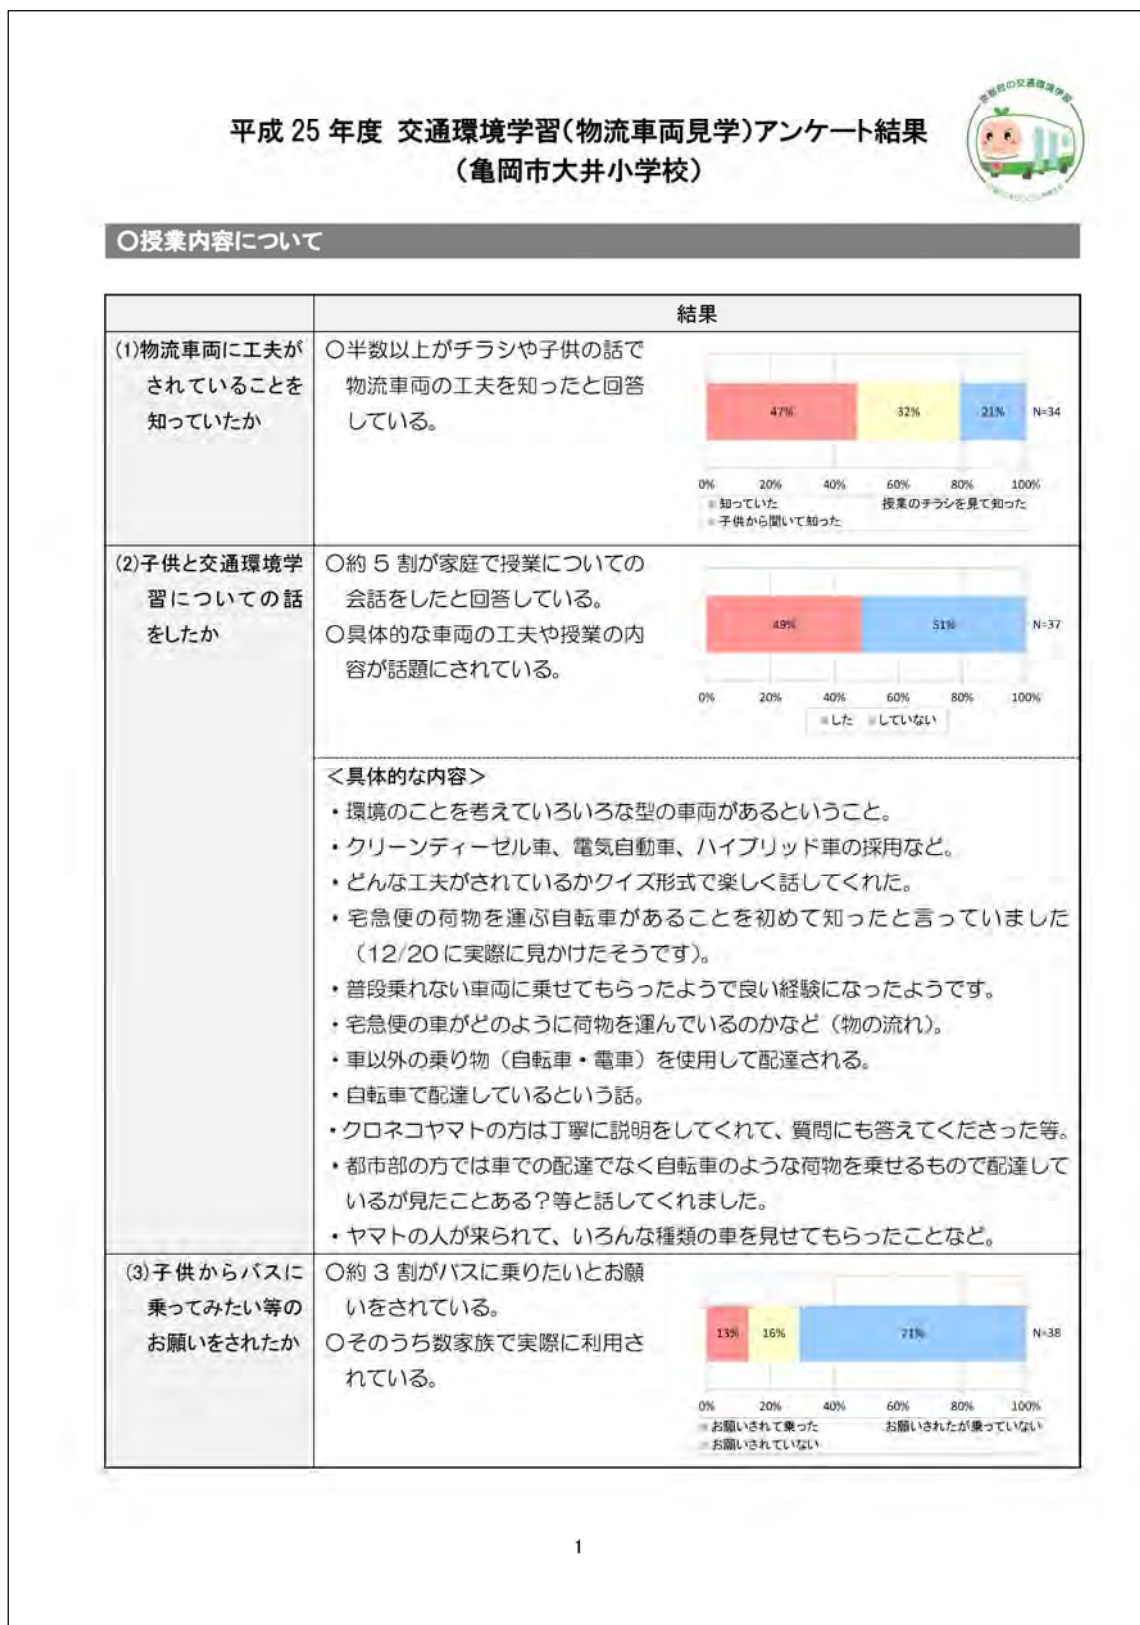 京都府の交通環境学習
平成 25 年度 交通環境学習(物流車両見学)アンケート結果
(亀岡市大井小学校)
○授業内容について
結果
(1)物流車両に工夫が
されていることを
知っていたか
○半数以上がチラシや子供の話で
物流車両の工夫を知ったと回答
している。
47% 32% 21% N=34
0% 20% 40% 60% 80% 100%
知っていた 授業のチラシを見て知った
子供から聞いて知った
(2)子供と交通環境学
習についての話
をしたか
○約 5 割が家庭で授業についての
会話をしたと回答している。
○具体的な車両の工夫や授業の内
容が話題にされている。
49% 51% N=37
0% 20% 40% 60% 80% 100%
した していない
<具体的な内容>
・環境のことを考えていろいろな型の車両があるということ。
・クリーンディーゼル車、電気自動車、ハイブリッド車の採用など。
・どんな工夫がされているかクイズ形式で楽しく話してくれた。
・宅急便の荷物を運ぶ自転車があることを初めて知ったと言っていました
(12/20 に実際に見かけたそうです)。
・普段乗れない車両に乗せてもらったようで良い経験になったようです。
・宅急便の車がどのように荷物を運んでいるのかなど(物の流れ)。
・車以外の乗り物(自転車・電車)を使用して配達される。
・自転車で配達しているという話。
・クロネコヤマトの方は丁寧に説明をしてくれて、質問にも答えてくださった等。
・都市部の方では車での配達でなく自転車のような荷物を乗せるもので配達して
いるが見たことある?等と話してくれました。
・ヤマトの人が来られて、いろんな種類の車を見せてもらったことなど。
(3)子供からバスに
乗ってみたい等の
お願いをされたか
○約 3 割がバスに乗りたいとお願
いをされている。
○そのうち数家族で実際に利用さ
れている。
13% 16% 71% N=38
0% 20% 40% 60% 80% 100%
お願いされて乗った お願いされたが乗っていない
お願いされていない
1